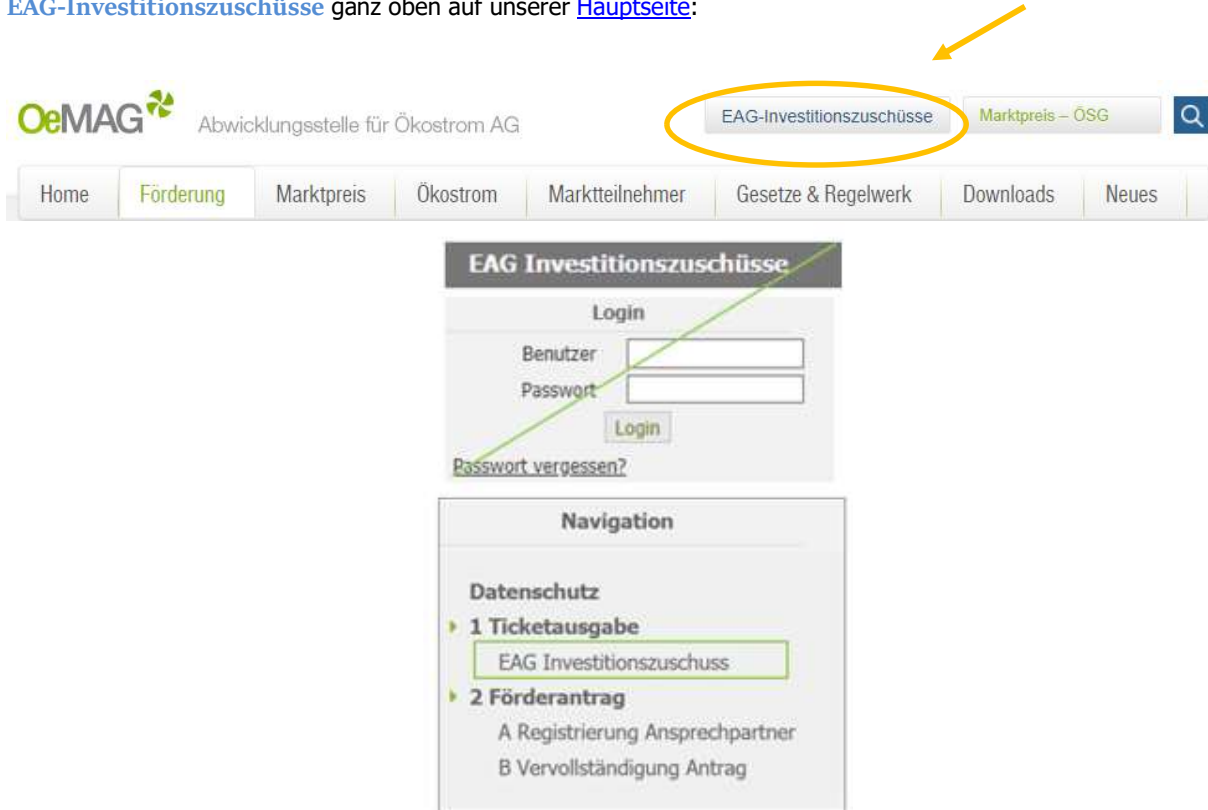 EAG-Investitionszuschüsse ganz oben auf unserer Hauptseite:
OeMAG Abwicklungsstelle für Ökostrom AG
EAG-Investitionszuschüsse
Marktpreis – ÖSG
Home Förderung Marktpreis Ökostrom Marktteilnehmer Gesetze & Regelwerk Downloads Neues
EAG Investitionszuschüsse
Login
Benutzer
Passwort
Login
Passwort vergessen?
Navigation
Datenschutz
1 Ticketausgabe
EAG Investitionszuschuss
2 Förderantrag
A Registrierung Ansprechpartner
B Vervollständigung Antrag